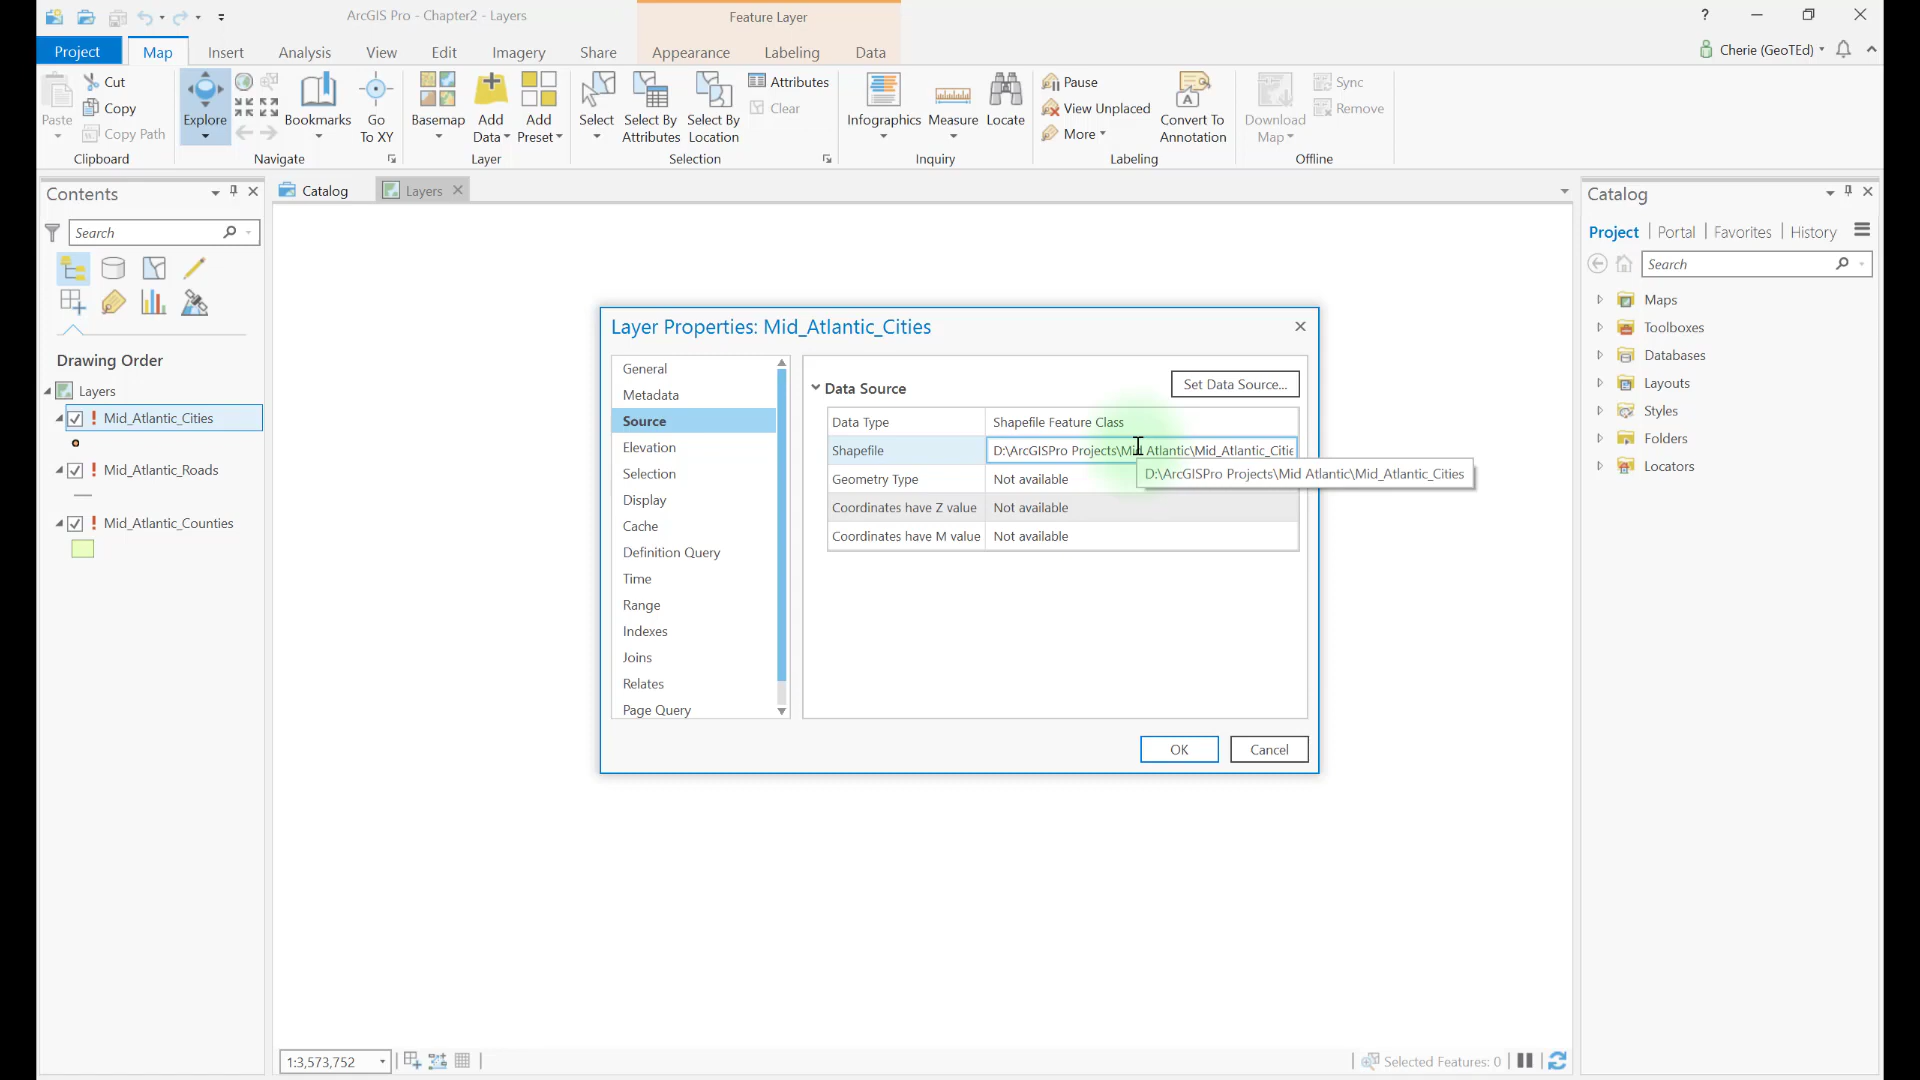 ArcGIS Pro - Chapter2 - Layers
Feature Layer
?
Project Map Insert Analysis View Edit Imagery Share Appearance Labeling Data
Cherie (GeoTEd)
Paste
Cut
Copy
Copy Path
Clipboard
Explore
Bookmarks
Go
To XY
Navigate
Basemap
Add
Data
Add
Preset
Layer
Select
Select By
Attributes
Select By
Location
Attributes
Clear
Selection
Infographics
Measure
Locate
Inquiry
Pause
View Unplaced
More
Convert To
Annotation
Labeling
Download
Map
Sync
Remove
Offline
Contents
Search
Drawing Order
Layers
Mid_Atlantic_Cities
Mid_Atlantic_Roads
Mid_Atlantic_Counties
Catalog
Layers
Layer Properties: Mid_Atlantic_Cities
General
Metadata
Source
Elevation
Selection
Display
Cache
Definition Query
Time
Range
Indexes
Joins
Relates
Page Query
Data Source
Set Data Source...
Data Type Shapefile Feature Class
Shapefile D:\ArcGISPro Projects\Mid Atlantic\Mid_Atlantic_Citie
D:\ArcGISPro Projects\Mid Atlantic\Mid_Atlantic_Cities
Geometry Type Not available
Coordinates have Z value Not available
Coordinates have M value Not available
OK Cancel
Catalog
Project Portal Favorites History
Search
Maps
Toolboxes
Databases
Layouts
Styles
Folders
Locators
1:3,573,752
Selected Features: 0